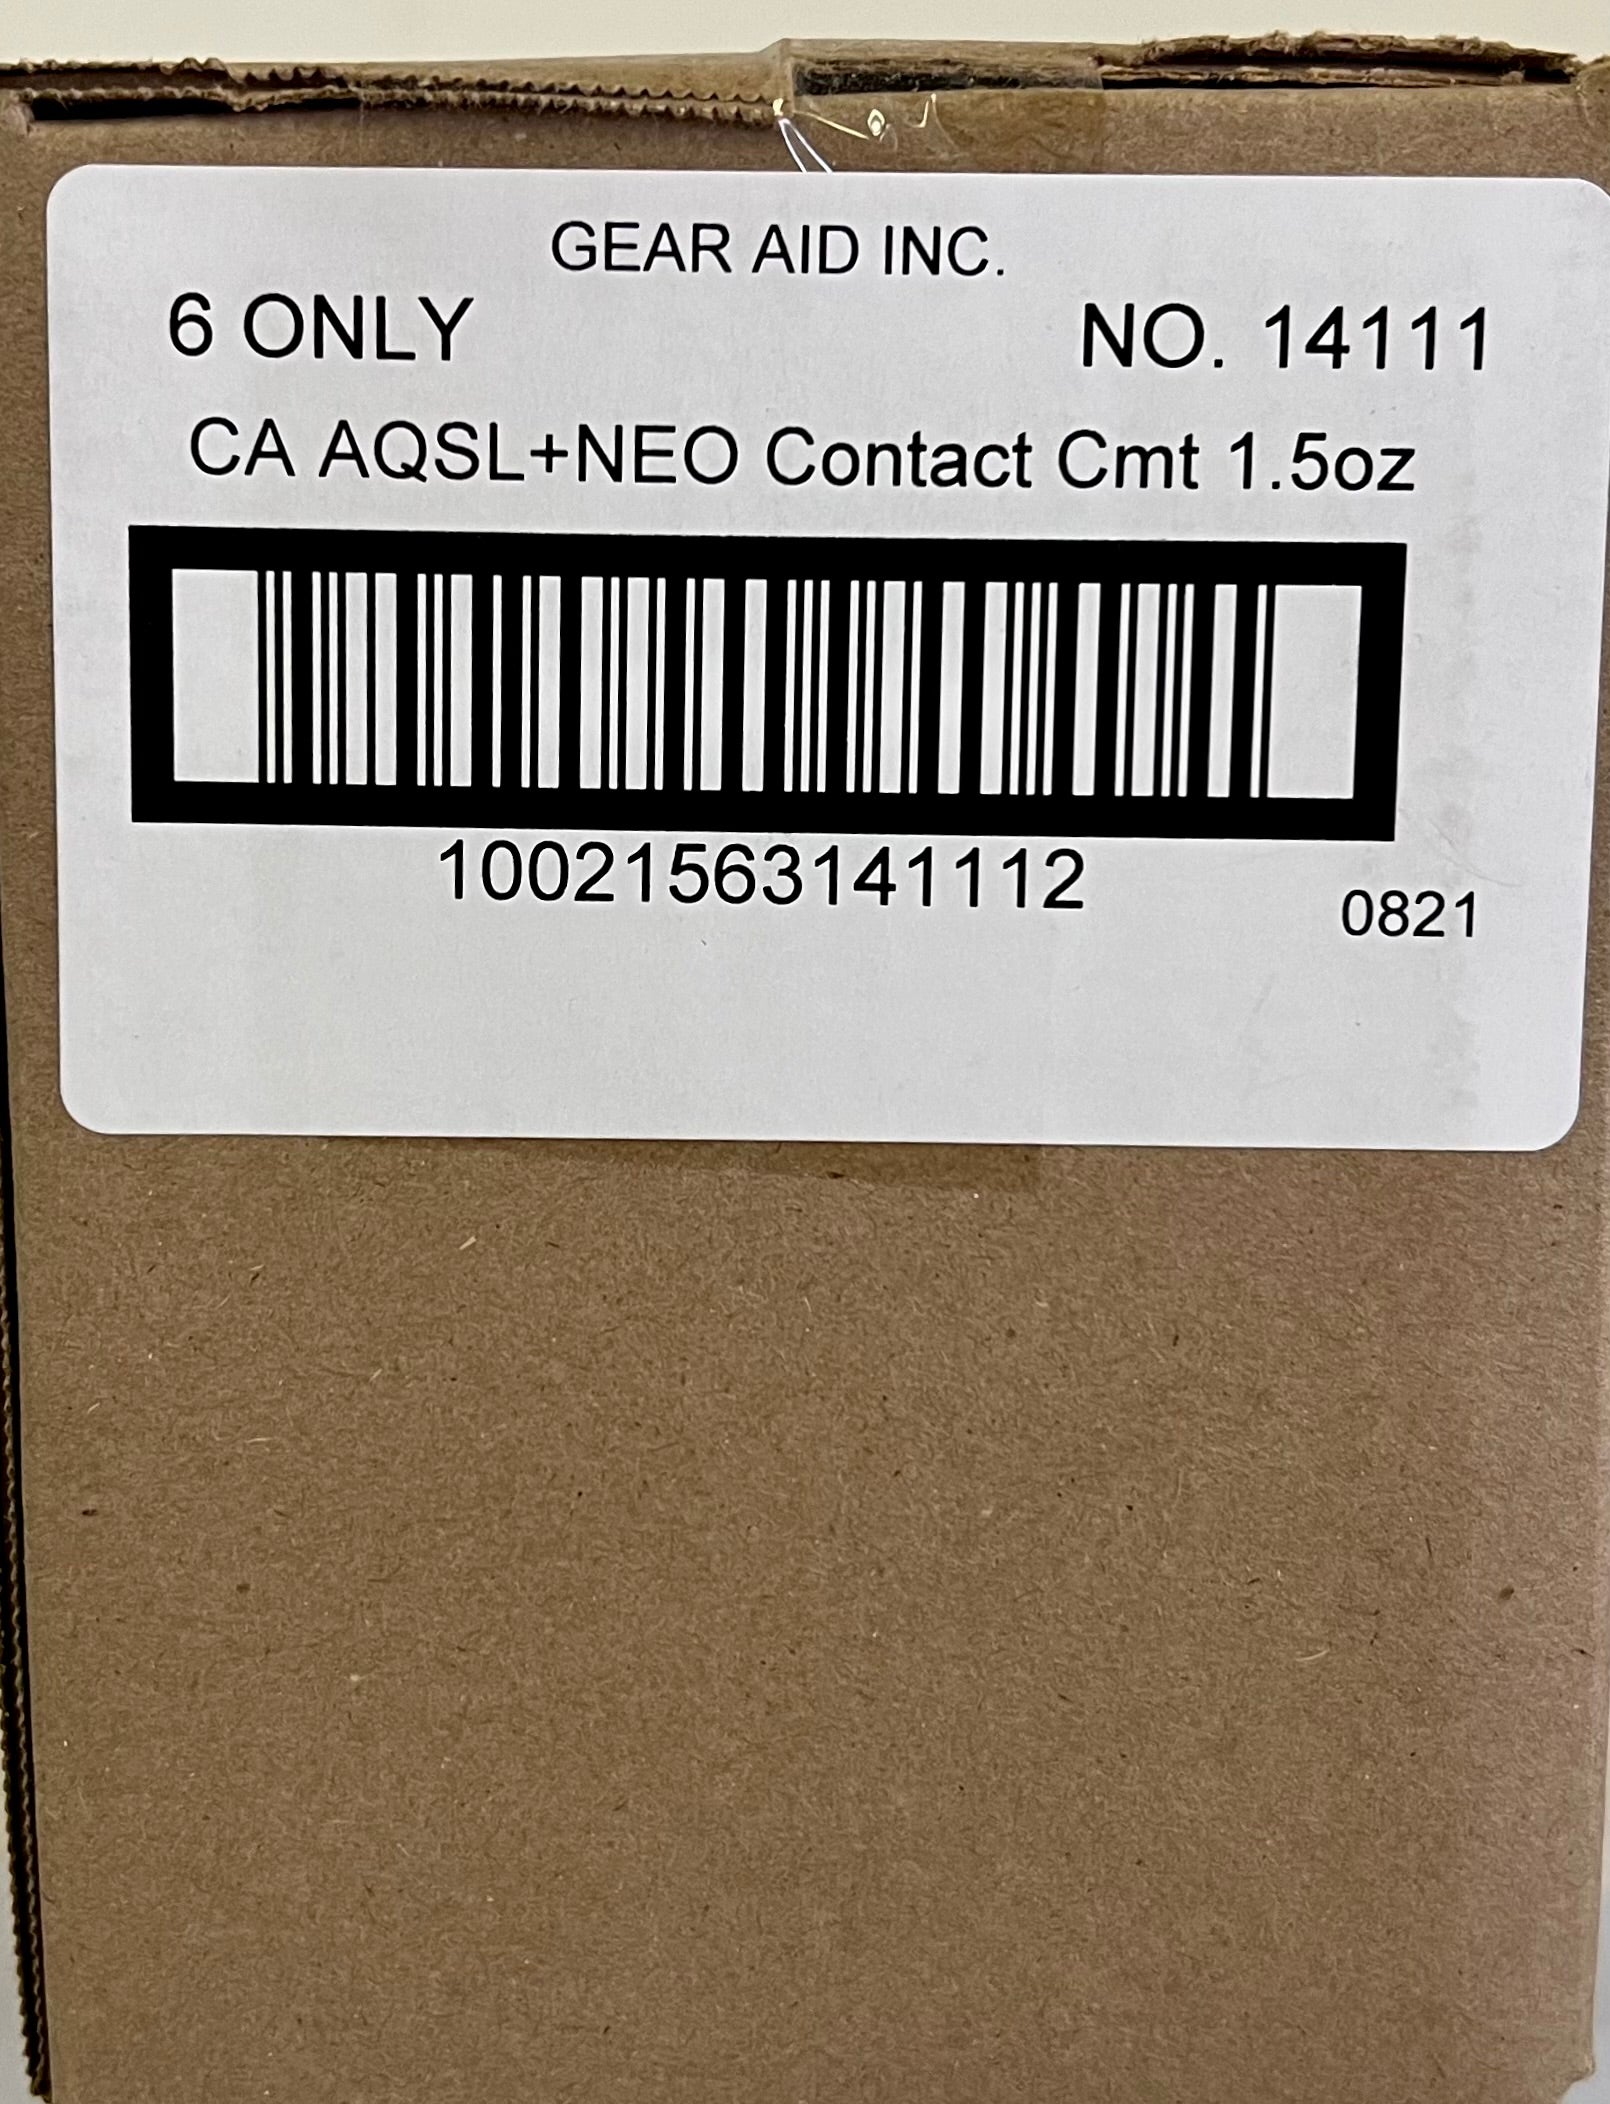 GEAR AID INC.
6 ONLY NO. 14111
CA AQSL+NEO Contact Cmt 1.5oz
10021563141112
0821